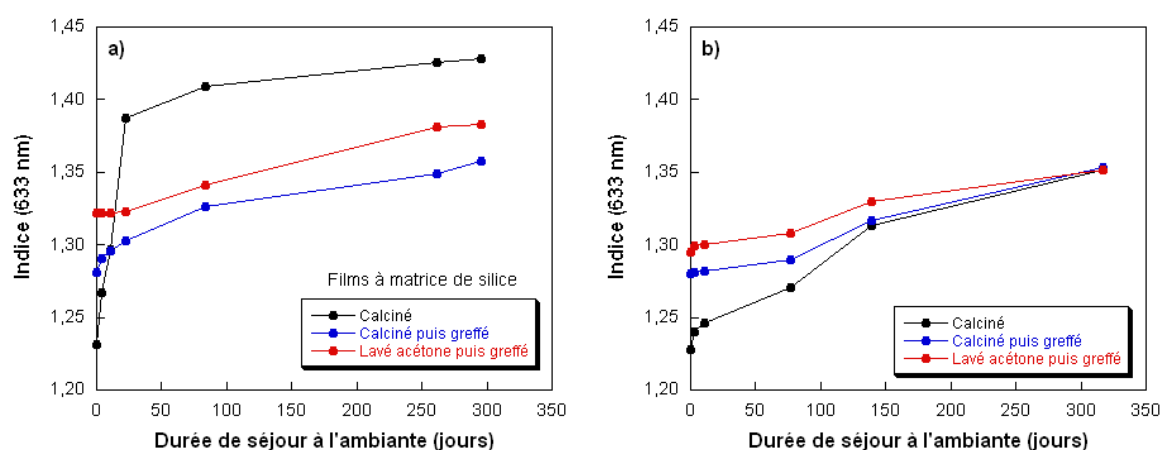 a)
1,45
1,40
1,35
1,30
1,25
1,20
Indice (633 nm)
Films à matrice de silice
Calciné
Calciné puis greffé
Lavé acétone puis greffé
0 50 100 150 200 250 300 350
Durée de séjour à l'ambiante (jours)
b)
1,45
1,40
1,35
1,30
1,25
1,20
Indice (633 nm)
Calciné
Calciné puis greffé
Lavé acétone puis greffé
0 50 100 150 200 250 300 350
Durée de séjour à l'ambiante (jours)